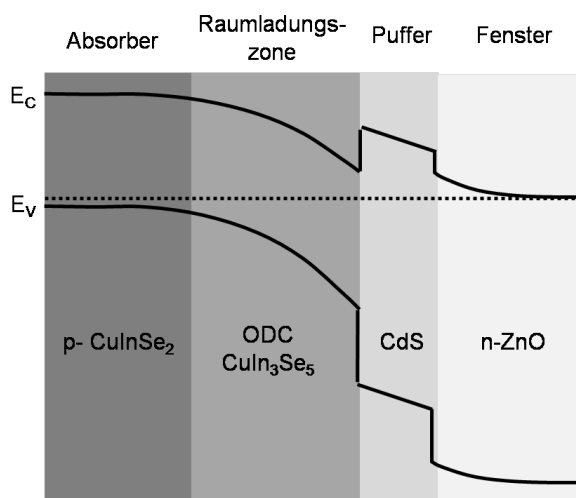 Absorber
Raumladungs-
zone
Puffer
Fenster
E_C
E_V
p- CuInSe₂
ODC
CuIn₃Se₅
CdS
n-ZnO